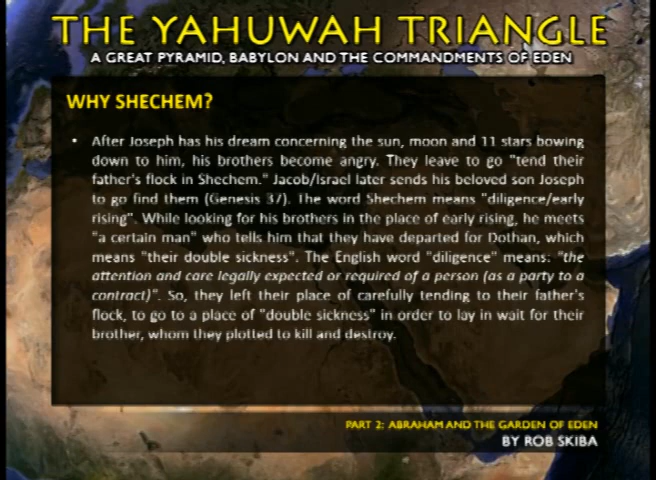 THE YAHUWAH TRIANGLE
A GREAT PYRAMID, BABYLON AND THE COMMANDMENTS OF EDEN
WHY SHECHEM?
• After Joseph has his dream concerning the sun, moon and 11 stars bowing
down to him, his brothers become angry. They leave to go "tend their
father's flock in Shechem." Jacob/Israel later sends his beloved son Joseph
to go find them (Genesis 37). The word Shechem means "diligence/early
rising". While looking for his brothers in the place of early rising, he meets
"a certain man" who tells him that they have departed for Dothan, which
means "their double sickness". The English word "diligence" means: "the
attention and care legally expected or required of a person (as a party to a
contract)". So, they left their place of carefully tending to their father's
flock, to go to a place of "double sickness" in order to lay in wait for their
brother, whom they plotted to kill and destroy.
PART 2: ABRAHAM AND THE GARDEN OF EDEN
BY ROB SKIBA